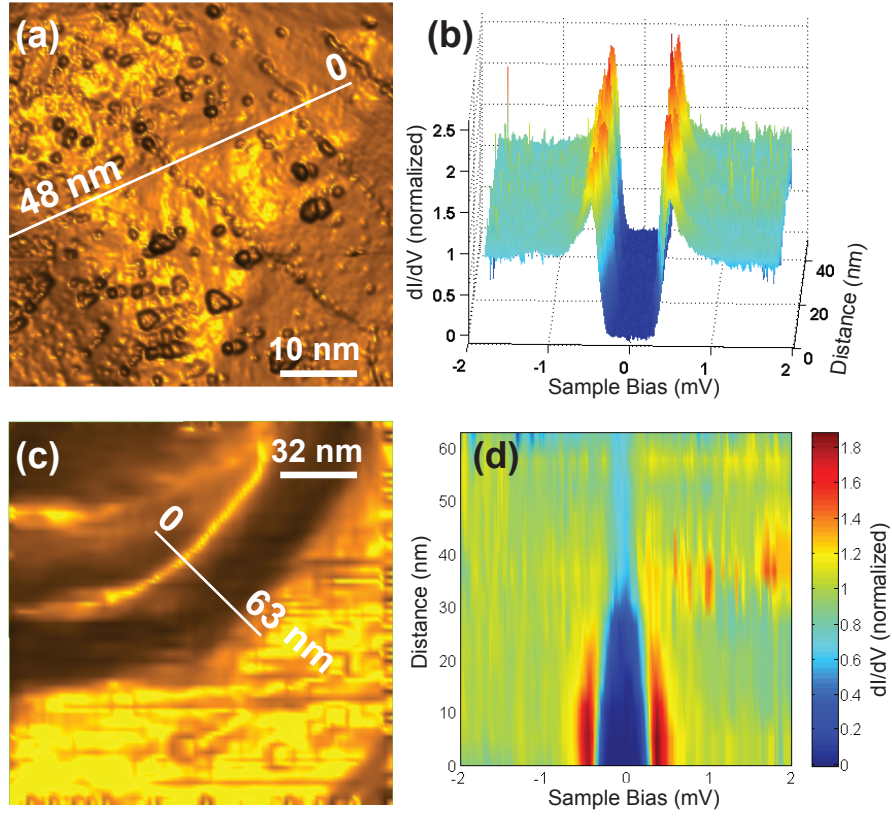 (a)
0
48 nm
10 nm
(b)
dI/dV (normalized)
2.5
2
1.5
1
0.5
0
-2
-1
0
1
2
Sample Bias (mV)
0
20
40
Distance (nm)
(c)
32 nm
0
63 nm
(d)
Distance (nm)
60
50
40
30
20
10
0
-2
-1
0
1
2
Sample Bias (mV)
1.8
1.6
1.4
1.2
1
0.8
0.6
0.4
0.2
0
dI/dV (normalized)